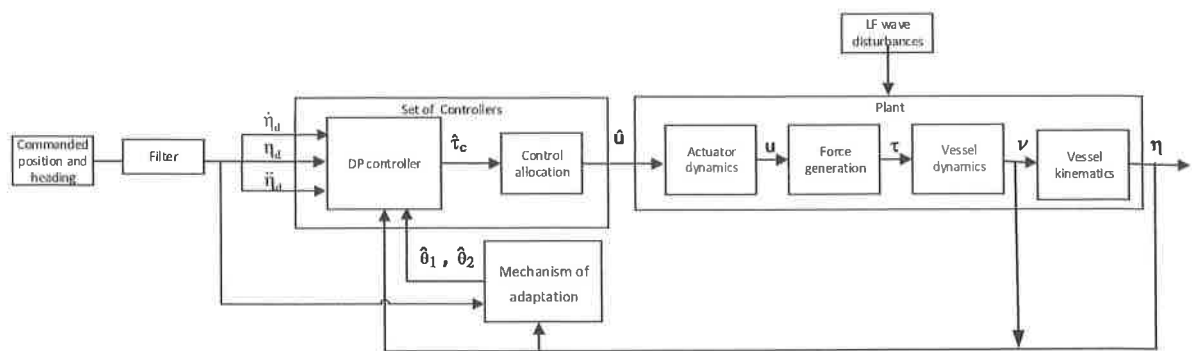 LF wave
disturbances
Set of Controllers
Plant
Commanded
position and
heading
Filter
η̇d
ηd
η̈d
DP controller
τ̂c
Control
allocation
û
Actuator
dynamics
u
Force
generation
τ
Vessel
dynamics
ν
Vessel
kinematics
η
θ̂1 , θ̂2
Mechanism of
adaptation